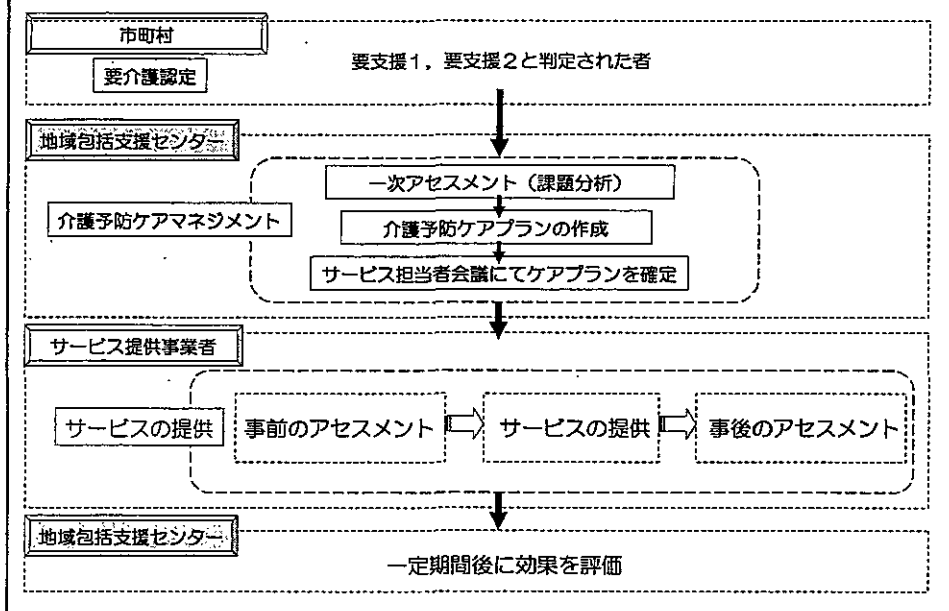 市町村
要介護認定
要支援1,要支援2と判定された者
地域包括支援センター
介護予防ケアマネジメント
一次アセスメント(課題分析)
介護予防ケアプランの作成
サービス担当者会議にてケアプランを確定
サービス提供事業者
サービスの提供
事前のアセスメント
サービスの提供
事後のアセスメント
地域包括支援センター
一定期間後に効果を評価